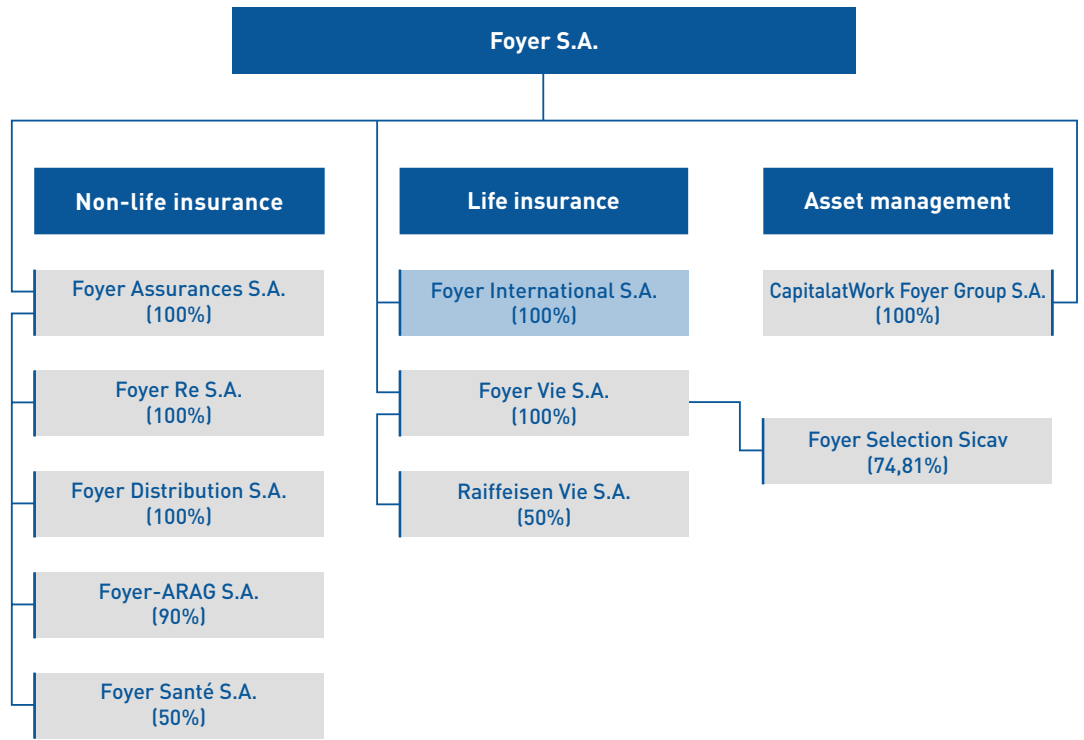 Foyer S.A.
Non-life insurance
Life insurance
Asset management
Foyer Assurances S.A.
(100%)
Foyer International S.A.
(100%)
CapitalatWork Foyer Group S.A.
(100%)
Foyer Re S.A.
(100%)
Foyer Vie S.A.
(100%)
Foyer Selection Sicav
(74,81%)
Foyer Distribution S.A.
(100%)
Raiffeisen Vie S.A.
(50%)
Foyer-ARAG S.A.
(90%)
Foyer Santé S.A.
(50%)